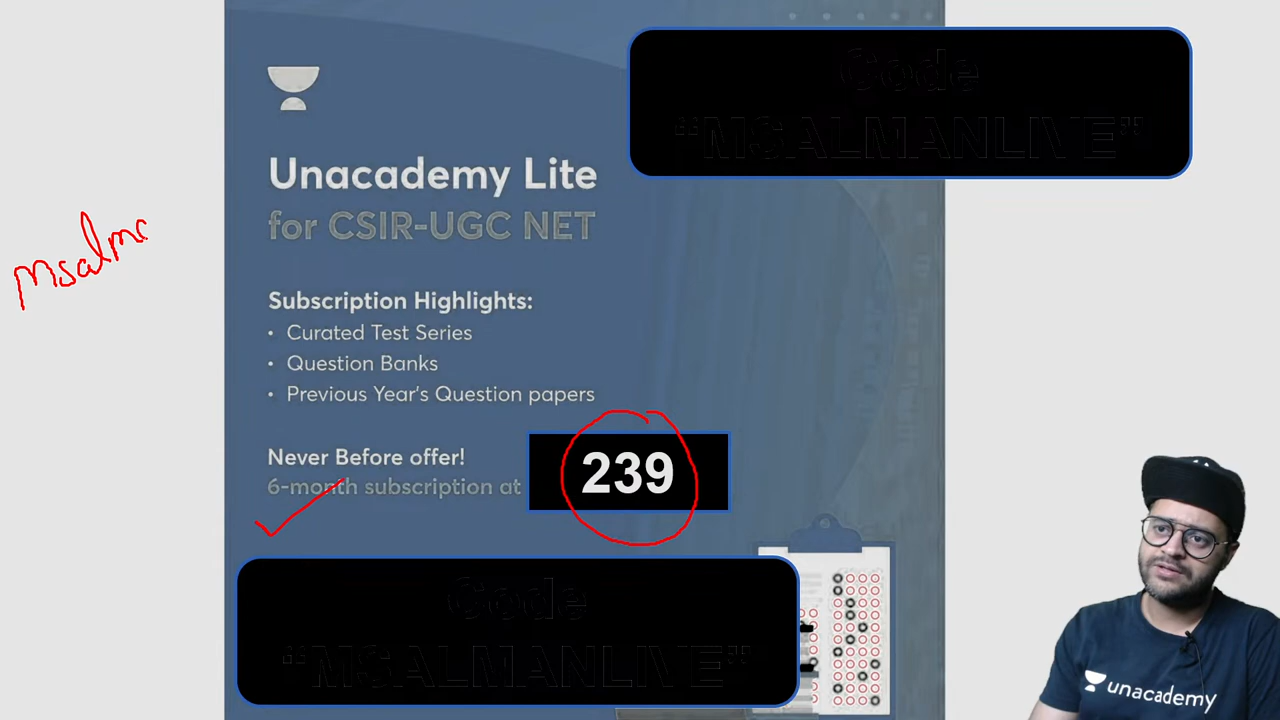 Code
“MSALMANLIVE”
Unacademy Lite
for CSIR-UGC NET
Msalma
Subscription Highlights:
• Curated Test Series
• Question Banks
• Previous Year's Question papers
Never Before offer!
6-month subscription at 239
Code
“MSALMANLIVE”
unacademy